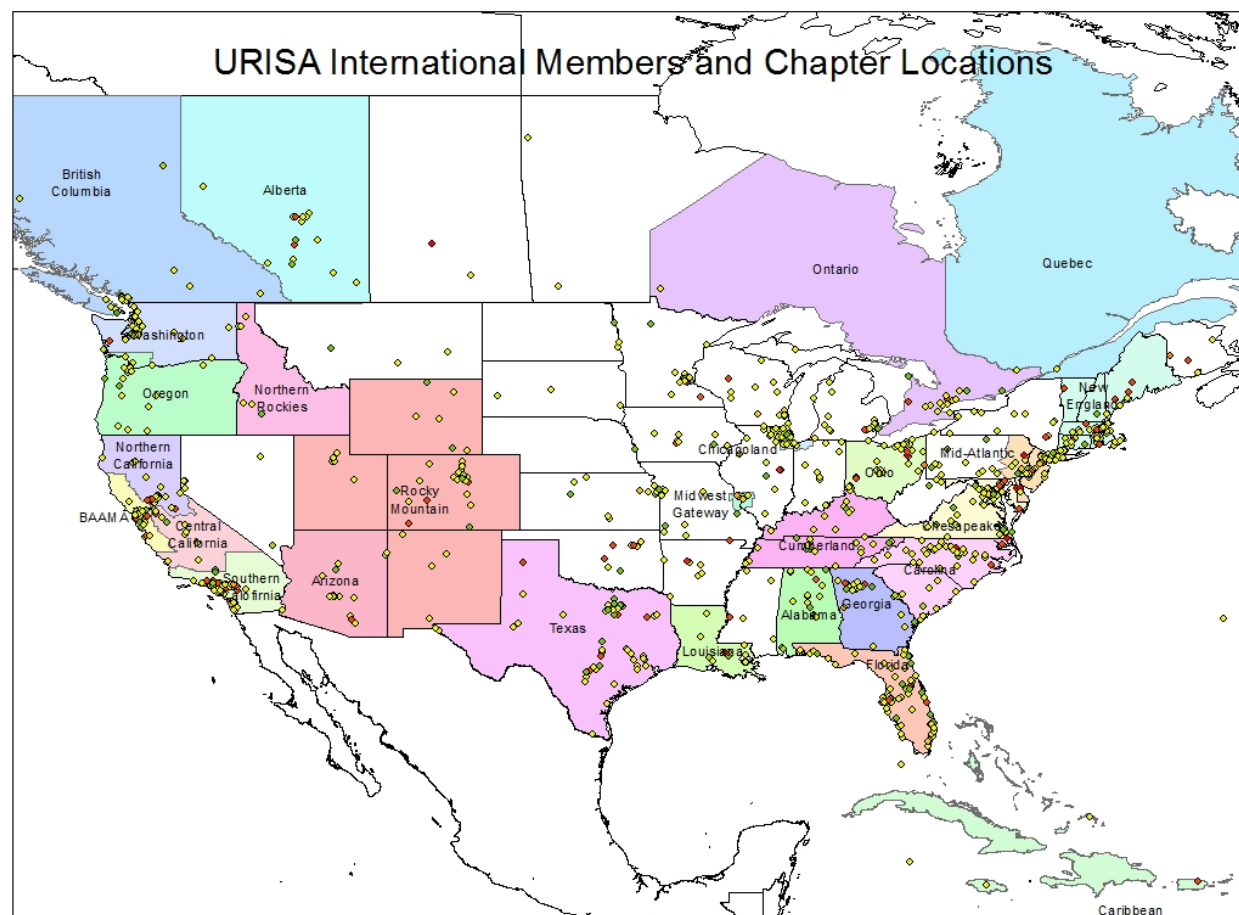 URISA International Members and Chapter Locations
British
Columbia
Alberta
Ontario
Quebec
Washington
Oregon
Northern
Rockies
New
England
Northern
California
Chicagoland
Ohio
Mid-Atlantic
Rocky
Mountain
Midwest
Gateway
BAAMA
Central
California
Chesapeake
Cumberland
Southern
Califirnia
Arizona
Carolina
Georgia
Alabama
Texas
Louisiana
Florida
Caribbean